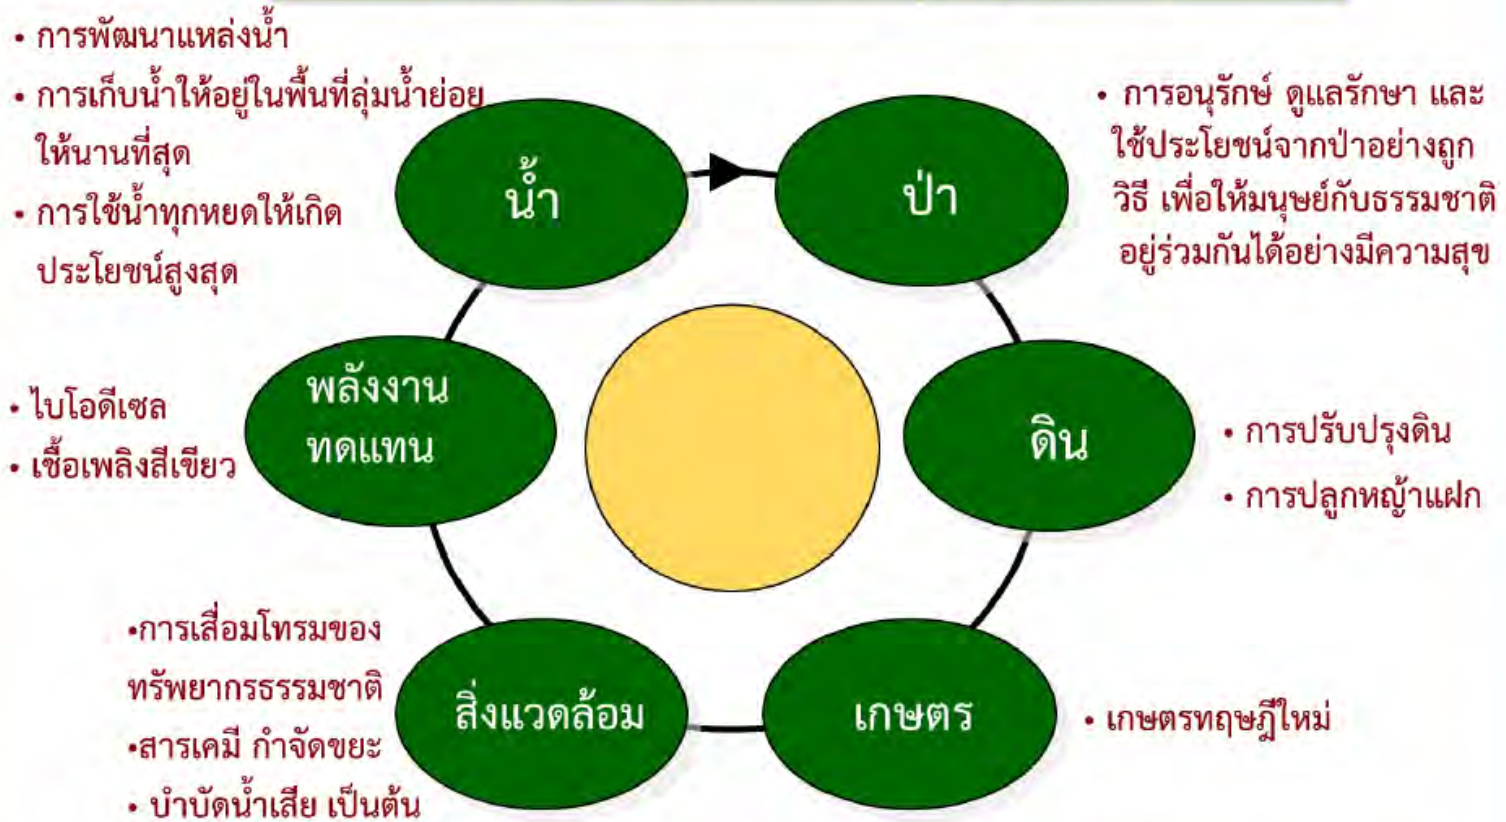 • การพัฒนาแหล่งน้ำ
• การเก็บน้ำให้อยู่ในพื้นที่ลุ่มน้ำย่อย
ให้นานที่สุด
• การใช้น้ำทุกหยดให้เกิด
ประโยชน์สูงสุด
น้ำ
ป่า
• การอนุรักษ์ ดูแลรักษา และ
ใช้ประโยชน์จากป่าอย่างถูก
วิธี เพื่อให้มนุษย์กับธรรมชาติ
อยู่ร่วมกันได้อย่างมีความสุข
• ไบโอดีเซล
• เชื้อเพลิงสีเขียว
พลังงาน
ทดแทน
ดิน
• การปรับปรุงดิน
• การปลูกหญ้าแฝก
•การเสื่อมโทรมของ
ทรัพยากรธรรมชาติ
•สารเคมี กำจัดขยะ
• บำบัดน้ำเสีย เป็นต้น
สิ่งแวดล้อม
เกษตร
• เกษตรทฤษฎีใหม่